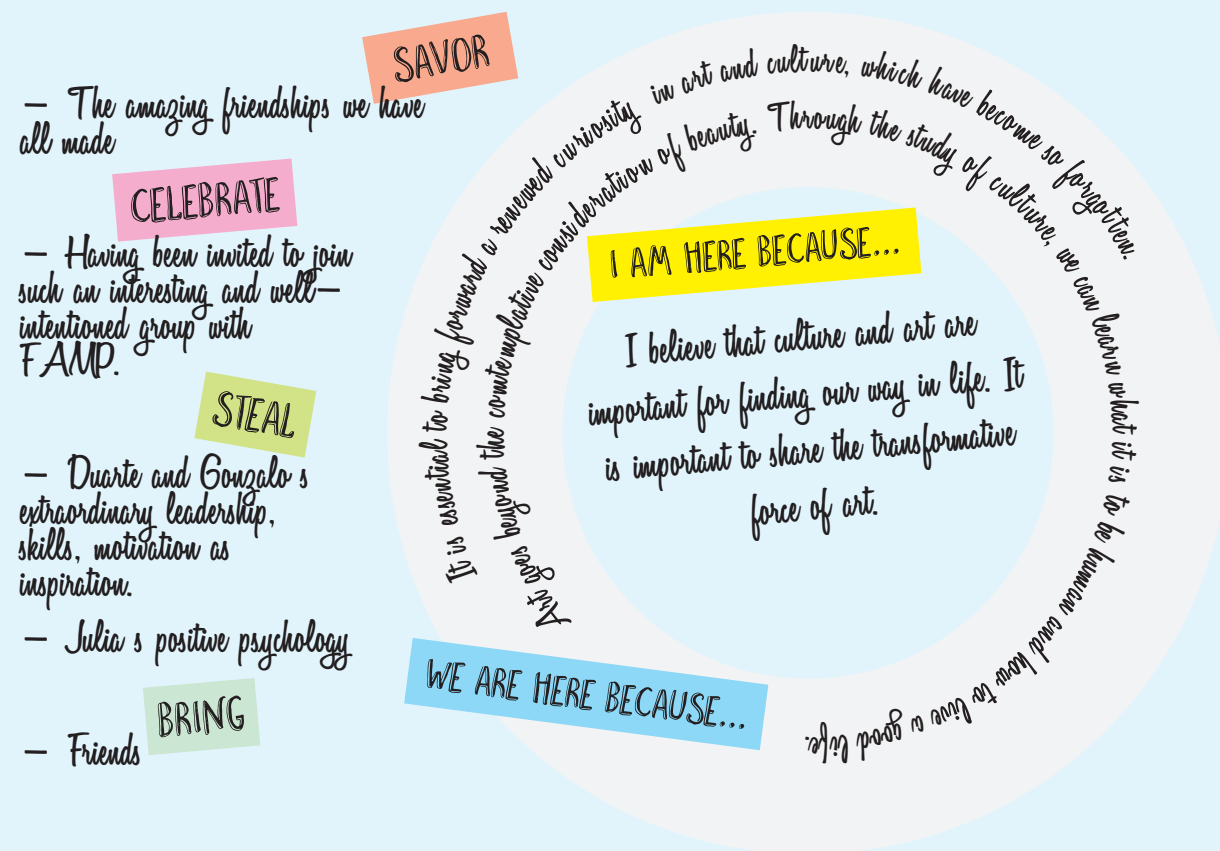 SAVOR
— The amazing friendships we have
all made
CELEBRATE
— Having been invited to join
such an interesting and well—
intentioned group with
FAMP.
STEAL
— Duarte and Gonzalo s
extraordinary leadership,
skills, motivation as
inspiration.
— Julia s positive psychology
BRING
— Friends
I AM HERE BECAUSE...
I believe that culture and art are
important for finding our way in life. It
is important to share the transformative
force of art.
WE ARE HERE BECAUSE...
It is essential to bring forward a renewed curiosity in art and culture, which have become so forgotten.
Art goes beyond the comtemplative consideration of beauty. Through the study of culture, we can learn what it is to be human and how to live a good life.